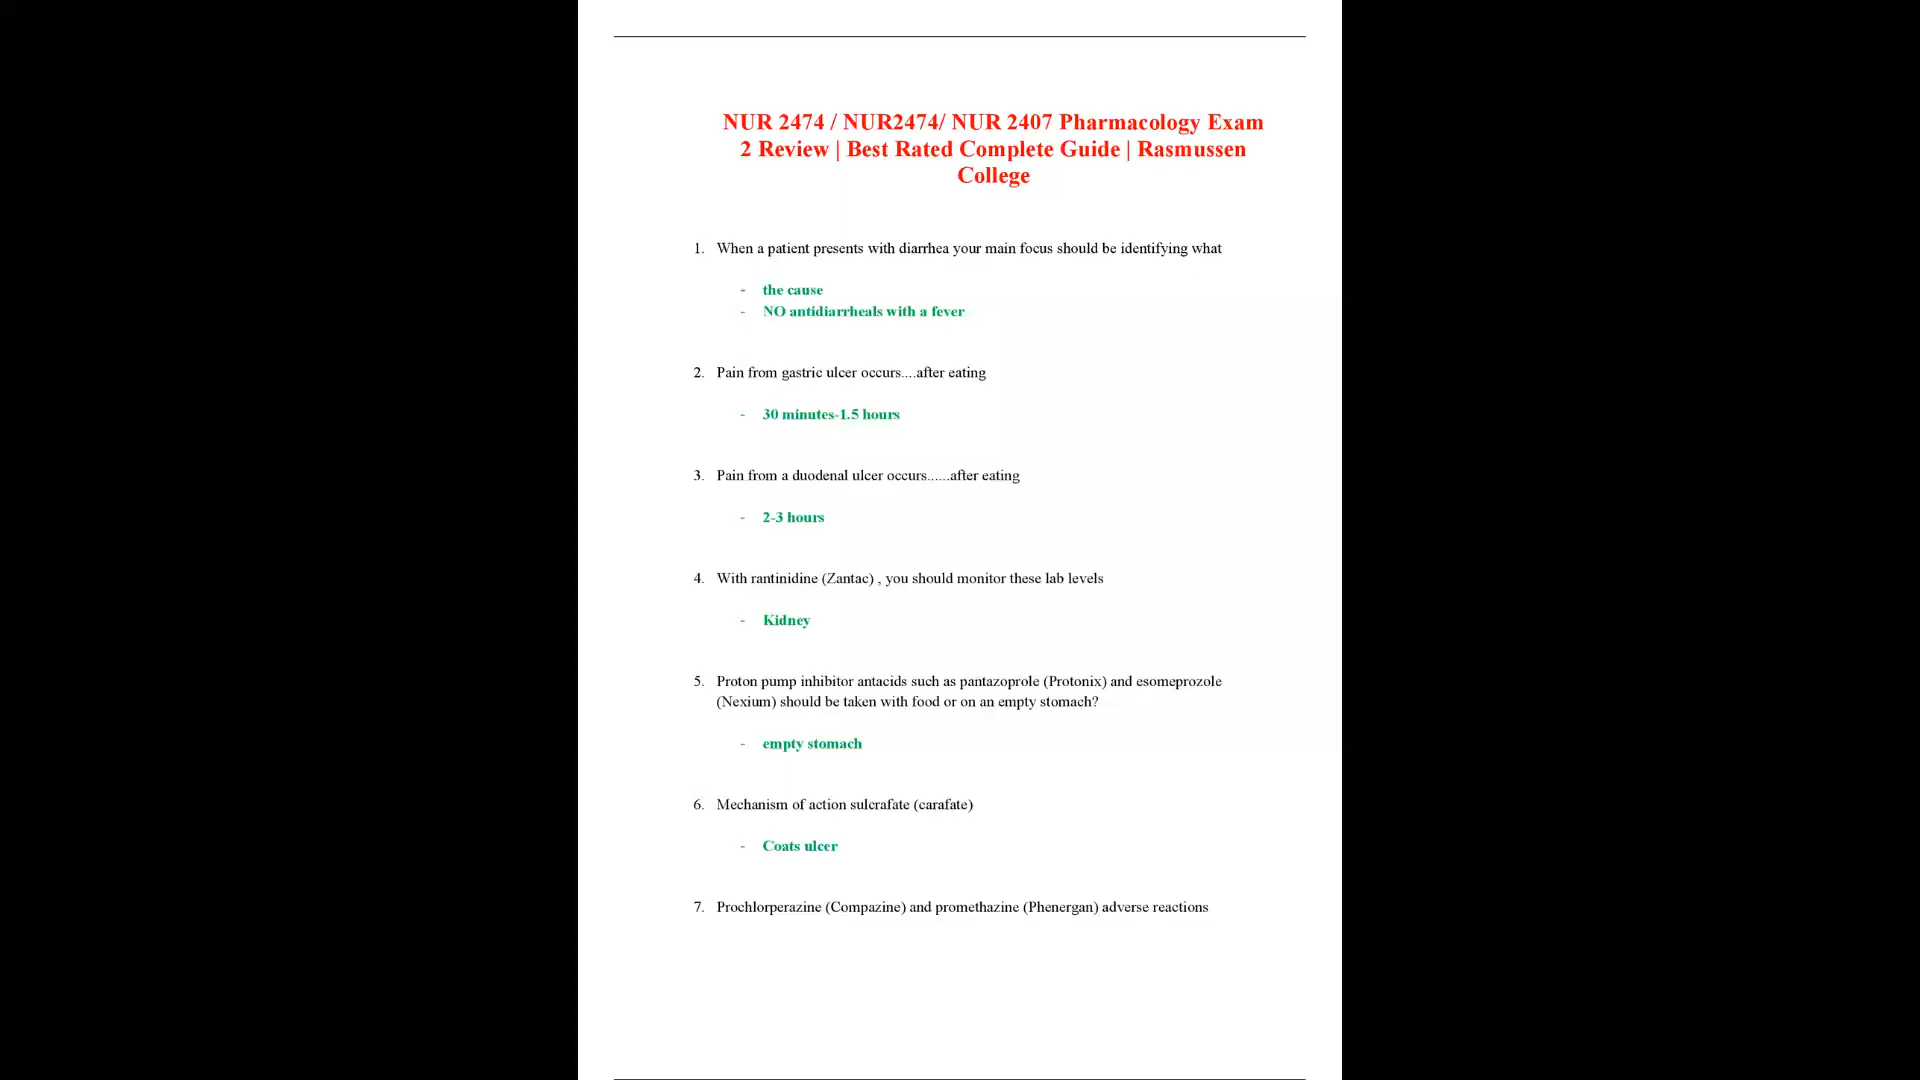 NUR 2474 / NUR2474/ NUR 2407 Pharmacology Exam
2 Review | Best Rated Complete Guide | Rasmussen
College
1. When a patient presents with diarrhea your main focus should be identifying what
- the cause
- NO antidiarrheals with a fever
2. Pain from gastric ulcer occurs....after eating
- 30 minutes-1.5 hours
3. Pain from a duodenal ulcer occurs......after eating
- 2-3 hours
4. With rantinidine (Zantac) , you should monitor these lab levels
- Kidney
5. Proton pump inhibitor antacids such as pantazoprole (Protonix) and esomeprozole
(Nexium) should be taken with food or on an empty stomach?
- empty stomach
6. Mechanism of action sulcrafate (carafate)
- Coats ulcer
7. Prochlorperazine (Compazine) and promethazine (Phenergan) adverse reactions